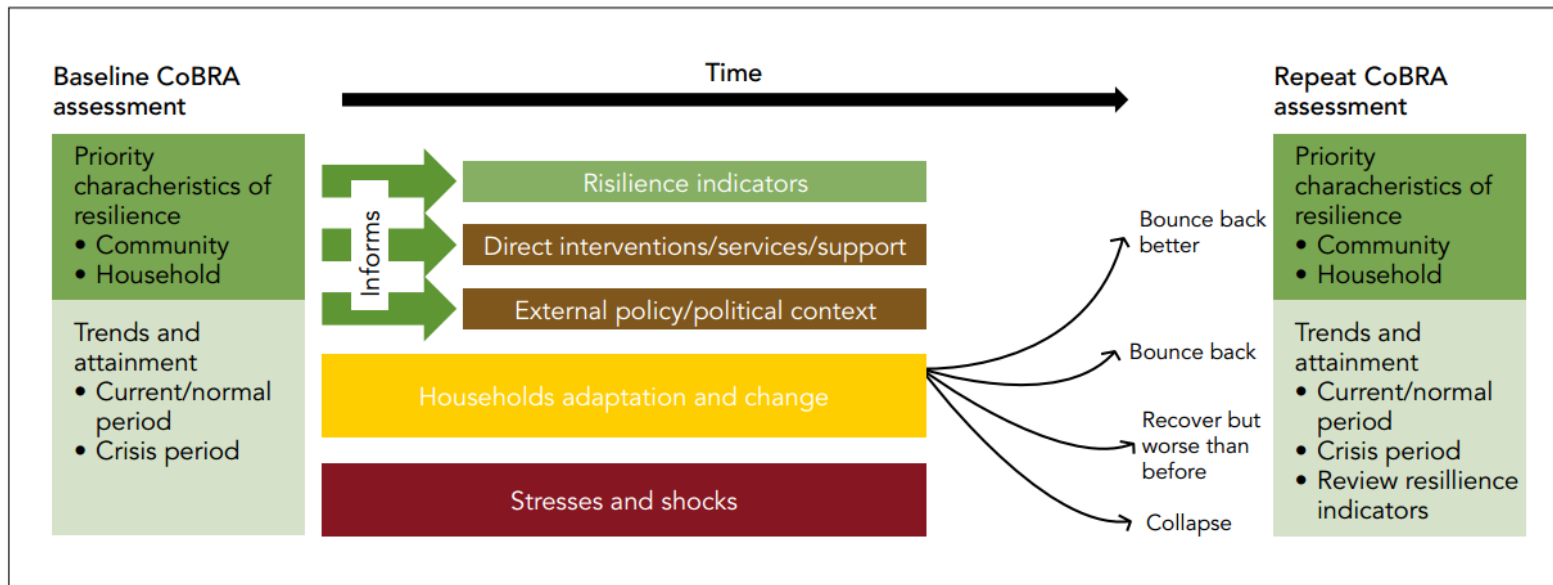 Baseline CoBRA
assessment
Priority
characheristics of
resilience
• Community
• Household
Trends and
attainment
• Current/normal
period
• Crisis period
Time
Informs
Risilience indicators
Direct interventions/services/support
External policy/political context
Households adaptation and change
Stresses and shocks
Bounce back
better
Bounce back
Recover but
worse than
before
Collapse
Repeat CoBRA
assessment
Priority
characheristics of
resilience
• Community
• Household
Trends and
attainment
• Current/normal
period
• Crisis period
• Review resillience
indicators